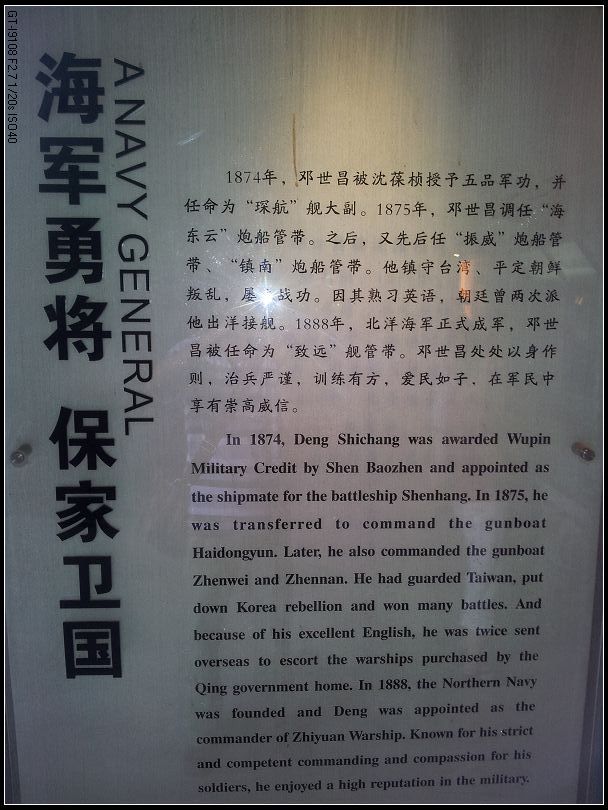 GT-I9108 F2.7 1/20s ISO40
海军勇将 保家卫国
A NAVY GENERAL
1874年，邓世昌被沈葆桢授予五品军功，并
任命为“琛航”舰大副。1875年，邓世昌调任“海
东云”炮船管带。之后，又先后任“振威”炮船管
带、“镇南”炮船管带。他镇守台湾、平定朝鲜
叛乱，屡 战功。因其熟习英语，朝廷曾两次派
他出洋接舰。1888年，北洋海军正式成军，邓世
昌被任命为“致远”舰管带。邓世昌处处以身作
则，治兵严谨，训练有方，爱民如子，在军民中
享有崇高威信。
In 1874, Deng Shichang was awarded Wupin
Military Credit by Shen Baozhen and appointed as
the shipmate for the battleship Shenhang. In 1875, he
was transferred to command the gunboat
Haidongyun. Later, he also commanded the gunboat
Zhenwei and Zhennan. He had guarded Taiwan, put
down Korea rebellion and won many battles. And
because of his excellent English, he was twice sent
overseas to escort the warships purchased by the
Qing government home. In 1888, the Northern Navy
was founded and Deng was appointed as the
commander of Zhiyuan Warship. Known for his strict
and competent commanding and compassion for his
soldiers, he enjoyed a high reputation in the military.